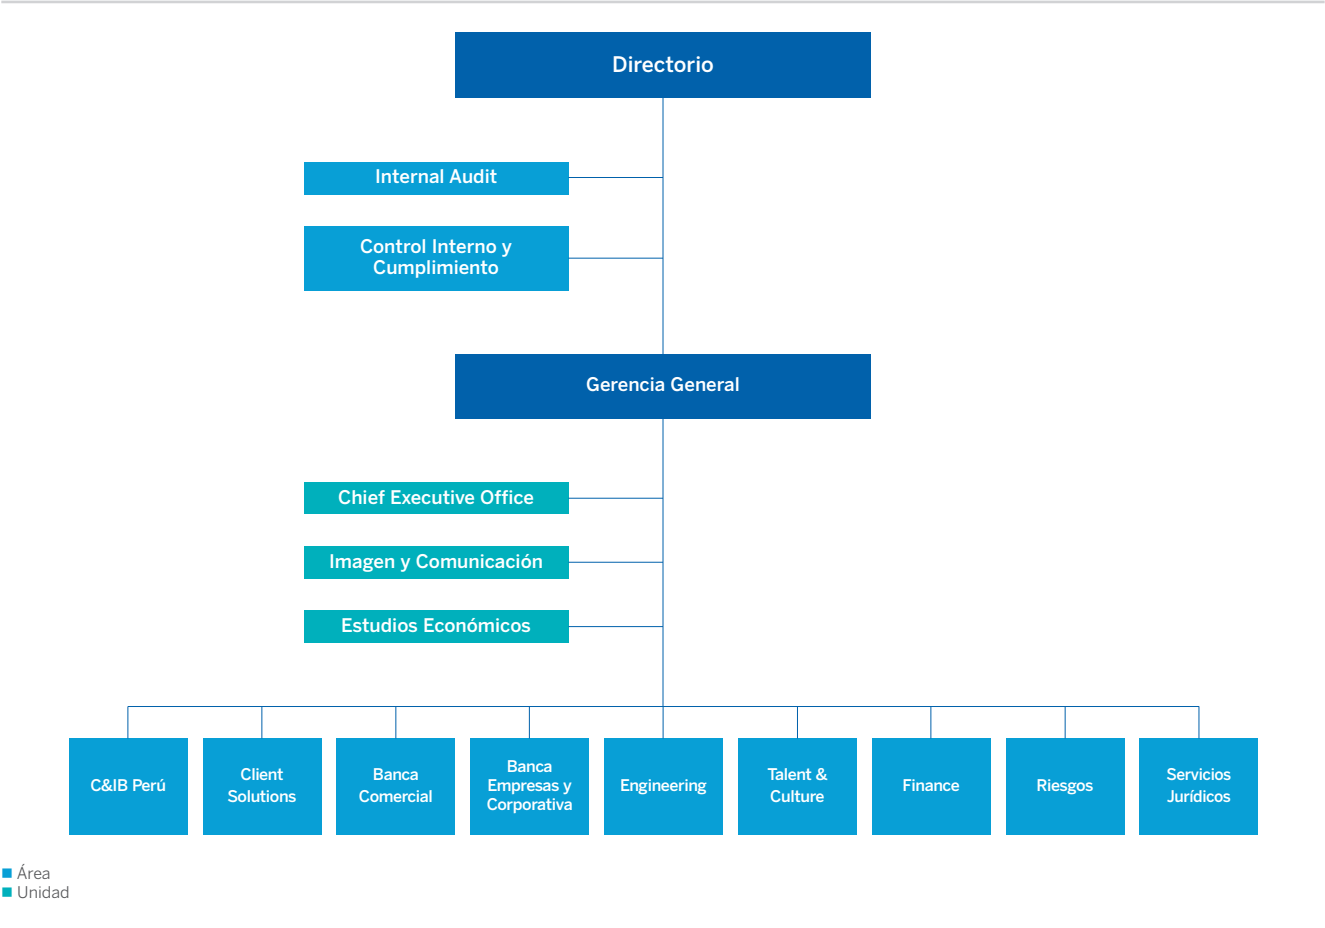 Directorio
Internal Audit
Control Interno y
Cumplimiento
Gerencia General
Chief Executive Office
Imagen y Comunicación
Estudios Económicos
C&IB Perú
Client
Solutions
Banca
Comercial
Banca
Empresas y
Corporativa
Engineering
Talent &
Culture
Finance
Riesgos
Servicios
Jurídicos
Área
Unidad